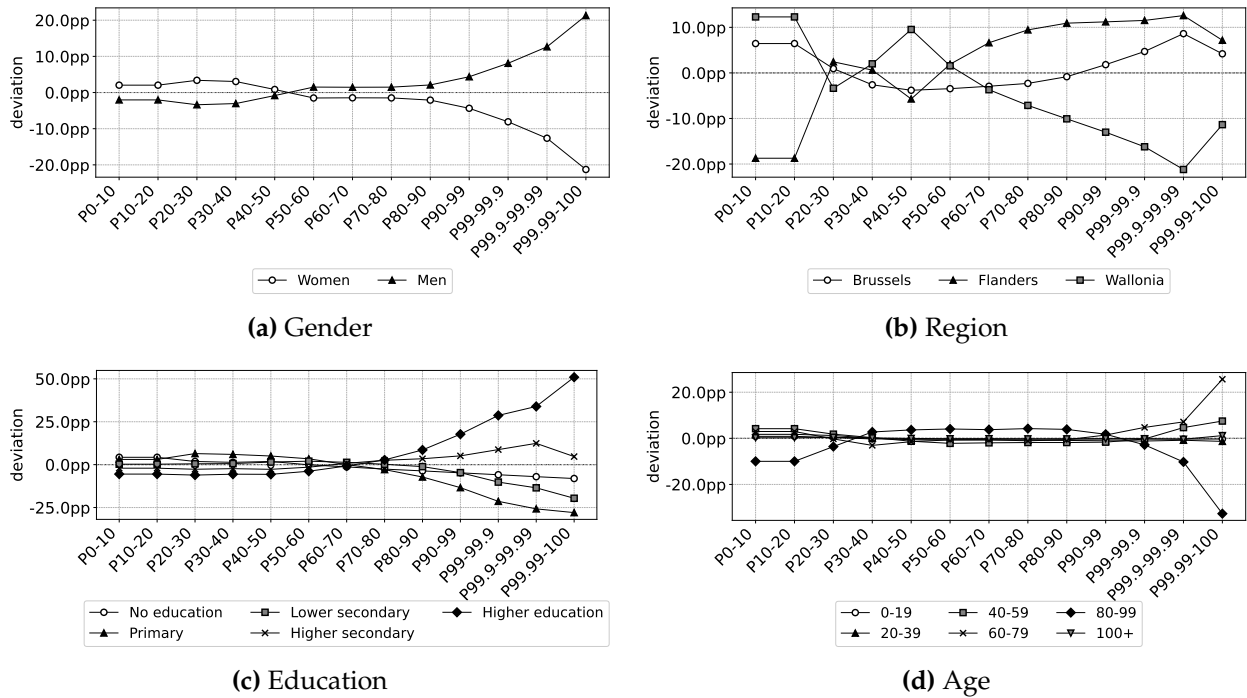 20.0pp
10.0pp
0.0pp
-10.0pp
-20.0pp
deviation
P0-10
P10-20
P20-30
P30-40
P40-50
P50-60
P60-70
P70-80
P80-90
P90-99
P99-99.9
P99.9-99.99
P99.99-100
Women Men
(a) Gender
10.0pp
0.0pp
-10.0pp
-20.0pp
deviation
P0-10
P10-20
P20-30
P30-40
P40-50
P50-60
P60-70
P70-80
P80-90
P90-99
P99-99.9
P99.9-99.99
P99.99-100
Brussels Flanders Wallonia
(b) Region
50.0pp
25.0pp
0.0pp
-25.0pp
deviation
P0-10
P10-20
P20-30
P30-40
P40-50
P50-60
P60-70
P70-80
P80-90
P90-99
P99-99.9
P99.9-99.99
P99.99-100
No education Lower secondary Higher education
Primary Higher secondary
(c) Education
20.0pp
0.0pp
-20.0pp
deviation
P0-10
P10-20
P20-30
P30-40
P40-50
P50-60
P60-70
P70-80
P80-90
P90-99
P99-99.9
P99.9-99.99
P99.99-100
0-19 40-59 80-99
20-39 60-79 100+
(d) Age